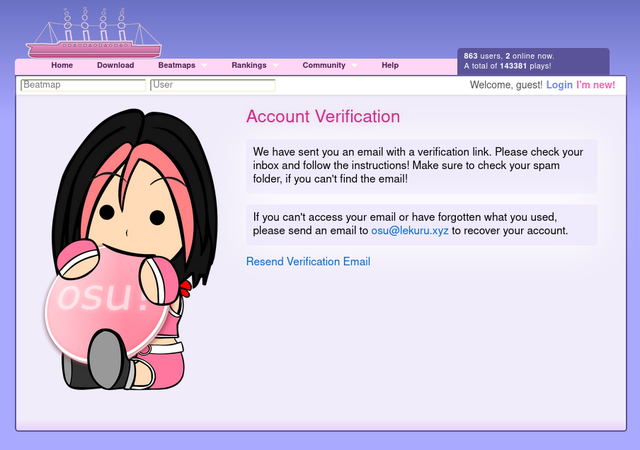 863 users, 2 online now.
A total of 143381 plays!
Home Download Beatmaps Rankings Community Help
Beatmap User Welcome, guest! Login I'm new!
Account Verification
We have sent you an email with a verification link. Please check your
inbox and follow the instructions! Make sure to check your spam
folder, if you can't find the email!
If you can't access your email or have forgotten what you used,
please send an email to osu@lekuru.xyz to recover your account.
Resend Verification Email
osu!